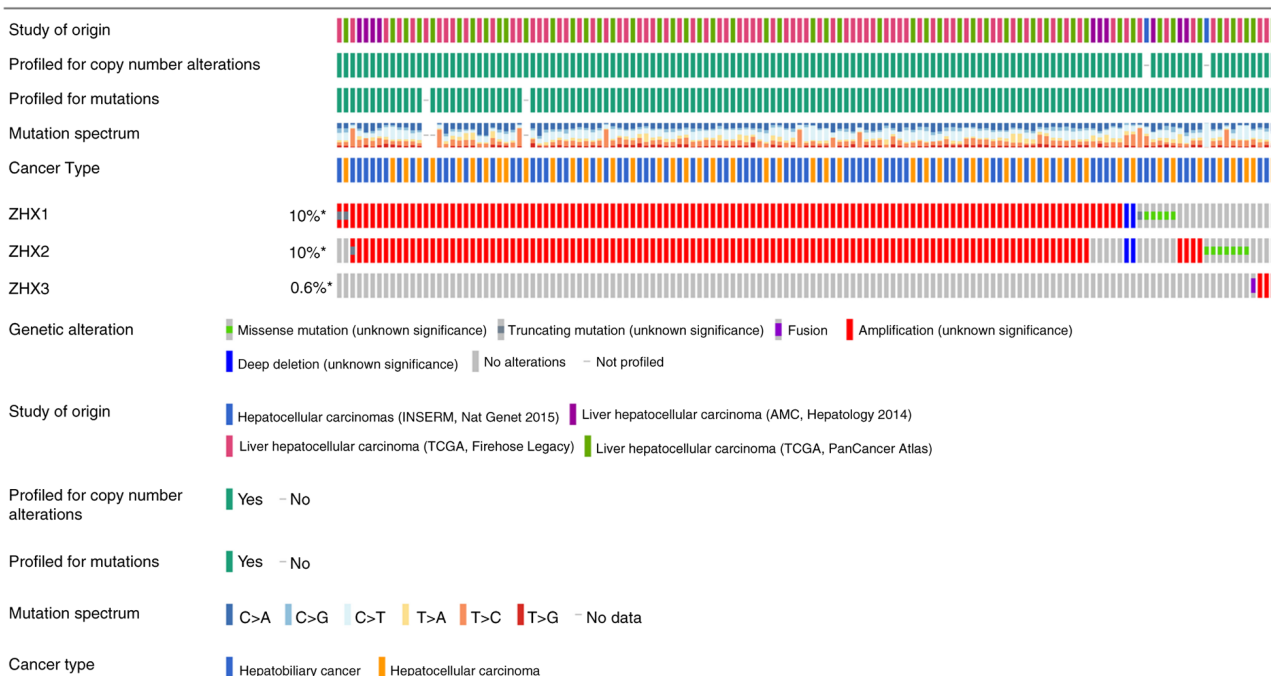 Study of origin
Profiled for copy number alterations
Profiled for mutations
Mutation spectrum
Cancer Type
ZHX1 10%*
ZHX2 10%*
ZHX3 0.6%*
Genetic alteration Missense mutation (unknown significance) Truncating mutation (unknown significance) Fusion Amplification (unknown significance)
Deep deletion (unknown significance) No alterations Not profiled
Study of origin Hepatocellular carcinomas (INSERM, Nat Genet 2015) Liver hepatocellular carcinoma (AMC, Hepatology 2014)
Liver hepatocellular carcinoma (TCGA, Firehose Legacy) Liver hepatocellular carcinoma (TCGA, PanCancer Atlas)
Profiled for copy number Yes No
alterations
Profiled for mutations Yes No
Mutation spectrum C>A C>G C>T T>A T>C T>G No data
Cancer type Hepatobiliary cancer Hepatocellular carcinoma